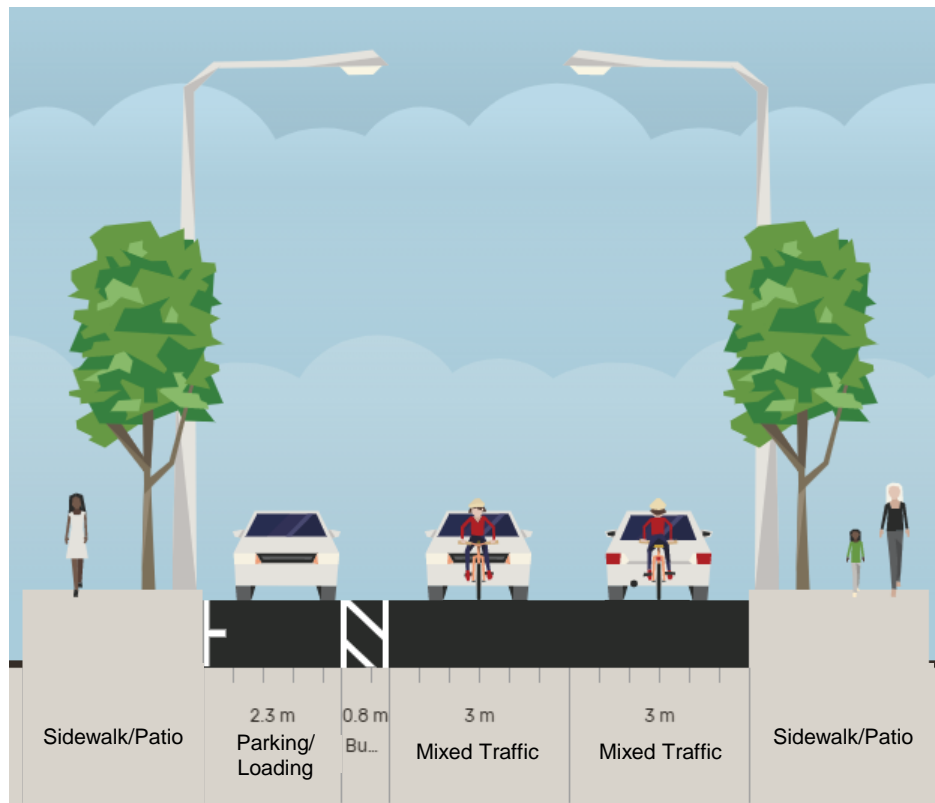 Sidewalk/Patio
2.3 m
Parking/
Loading
0.8 m
Bu...
3 m
Mixed Traffic
3 m
Mixed Traffic
Sidewalk/Patio